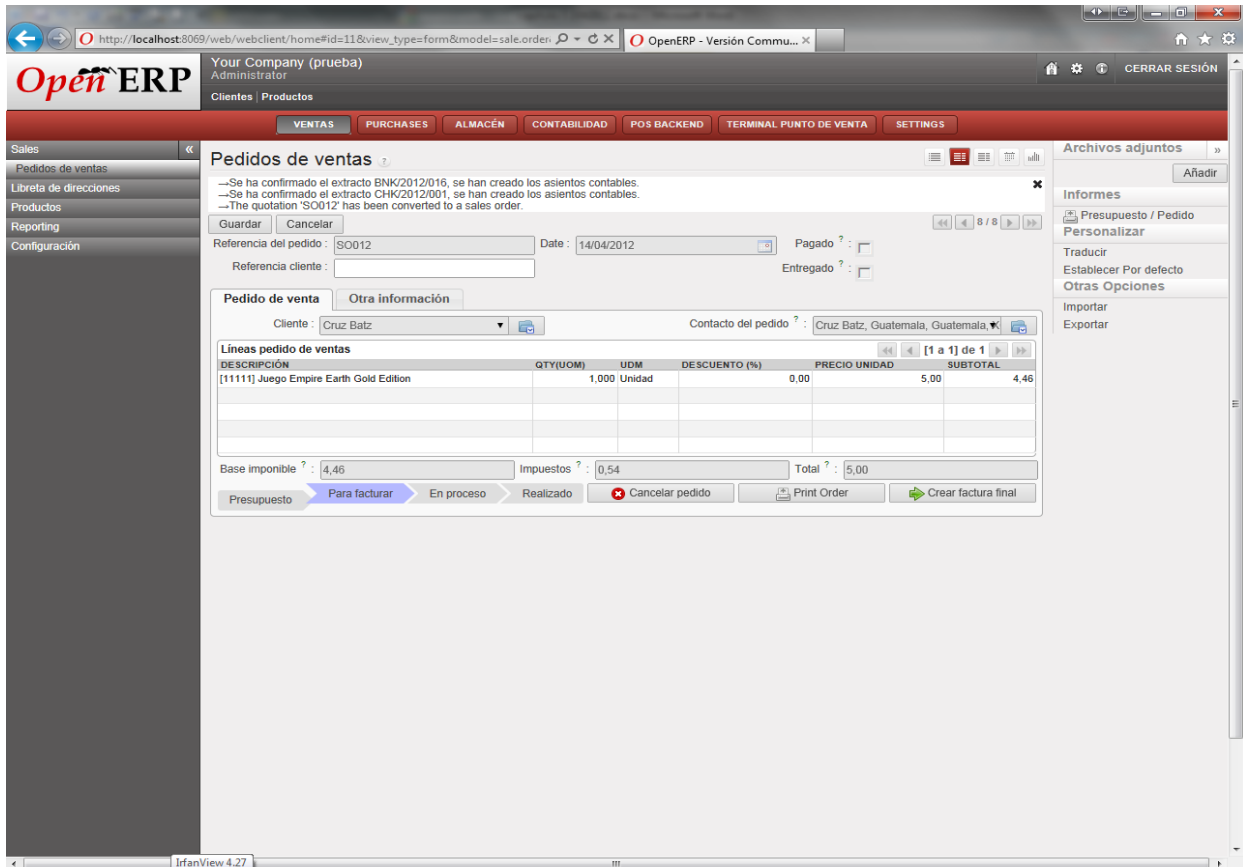 http://localhost:8069/web/webclient/home#id=11&view_type=form&model=sale.order
OpenERP - Versión Commu...
Open ERP
Your Company (prueba)
Administrator
CERRAR SESIÓN
Clientes | Productos
VENTAS PURCHASES ALMACÉN CONTABILIDAD POS BACKEND TERMINAL PUNTO DE VENTA SETTINGS
Sales «
Pedidos de ventas
Libreta de direcciones
Productos
Reporting
Configuración
Pedidos de ventas ?
→Se ha confirmado el extracto BNK/2012/016, se han creado los asientos contables.
→Se ha confirmado el extracto CHK/2012/001, se han creado los asientos contables.
→The quotation 'SO012' has been converted to a sales order.
Guardar Cancelar 8 / 8
Referencia del pedido : SO012 Date : 14/04/2012 Pagado ? :
Referencia cliente : Entregado ? :
Pedido de venta Otra información
Cliente : Cruz Batz Contacto del pedido ? : Cruz Batz, Guatemala, Guatemala,
Líneas pedido de ventas [1 a 1] de 1
DESCRIPCIÓN QTY(UOM) UDM DESCUENTO (%) PRECIO UNIDAD SUBTOTAL
[11111] Juego Empire Earth Gold Edition 1,000 Unidad 0,00 5,00 4,46
Base imponible ? : 4,46 Impuestos ? : 0,54 Total ? : 5,00
Presupuesto Para facturar En proceso Realizado Cancelar pedido Print Order Crear factura final
Archivos adjuntos »
Añadir
Informes
Presupuesto / Pedido
Personalizar
Traducir
Establecer Por defecto
Otras Opciones
Importar
Exportar
IrfanView 4.27